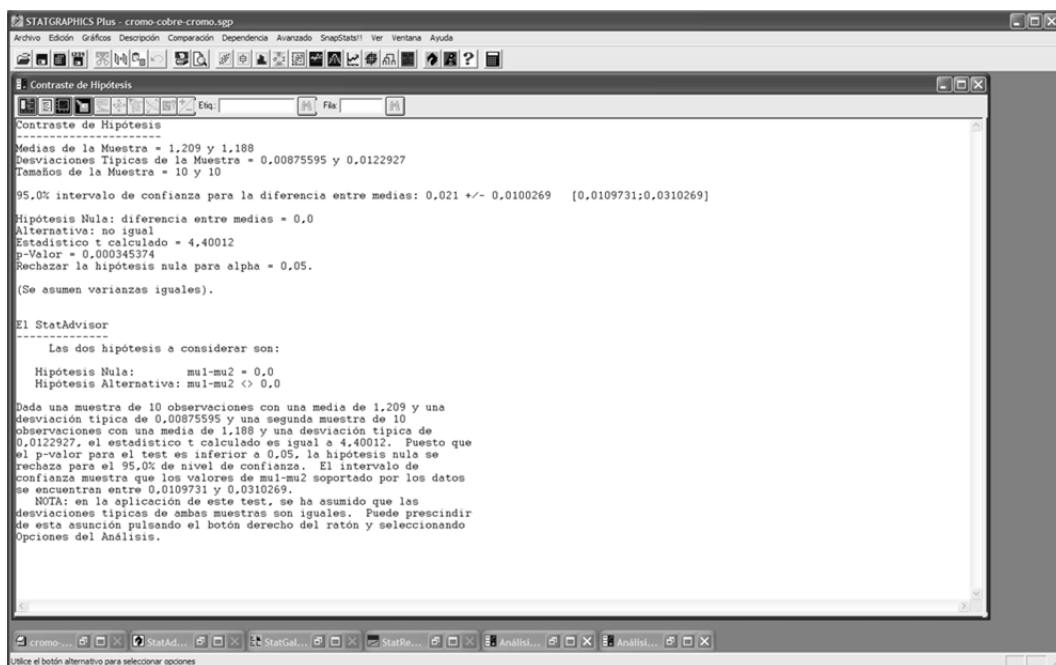 STATGRAPHICS Plus - cromo-cobre-cromo.sgp
Archivo Edición Gráficos Descripción Comparación Dependencia Avanzado SnapStats!! Ver Ventana Ayuda
Contraste de Hipótesis
Etiq.: Fila:
Contraste de Hipótesis
----------------------
Medias de la Muestra = 1,209 y 1,188
Desviaciones Típicas de la Muestra = 0,00875595 y 0,0122927
Tamaños de la Muestra = 10 y 10
95,0% intervalo de confianza para la diferencia entre medias: 0,021 +/- 0,0100269 [0,0109731;0,0310269]
Hipótesis Nula: diferencia entre medias = 0,0
Alternativa: no igual
Estadístico t calculado = 4,40012
p-Valor = 0,000345374
Rechazar la hipótesis nula para alpha = 0,05.
(Se asumen varianzas iguales).
El StatAdvisor
--------------
Las dos hipótesis a considerar son:
Hipótesis Nula: mu1-mu2 = 0,0
Hipótesis Alternativa: mu1-mu2 <> 0,0
Dada una muestra de 10 observaciones con una media de 1,209 y una
desviación típica de 0,00875595 y una segunda muestra de 10
observaciones con una media de 1,188 y una desviación típica de
0,0122927, el estadístico t calculado es igual a 4,40012. Puesto que
el p-valor para el test es inferior a 0,05, la hipótesis nula se
rechaza para el 95,0% de nivel de confianza. El intervalo de
confianza muestra que los valores de mu1-mu2 soportado por los datos
se encuentran entre 0,0109731 y 0,0310269.
NOTA: en la aplicación de este test, se ha asumido que las
desviaciones típicas de ambas muestras son iguales. Puede prescindir
de esta asunción pulsando el botón derecho del ratón y seleccionando
Opciones del Análisis.
cromo-... StatAd... StatGal... StatRe... Análisi... Análisi...
Utilice el botón alternativo para seleccionar opciones